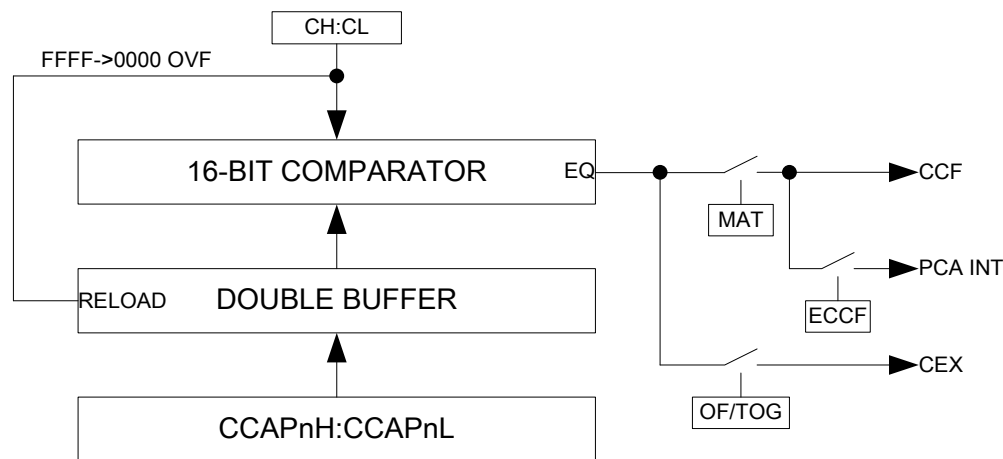 CH:CL
FFFF->0000 OVF
16-BIT COMPARATOR
EQ
CCF
MAT
PCA INT
RELOAD
DOUBLE BUFFER
ECCF
CEX
OF/TOG
CCAPnH:CCAPnL